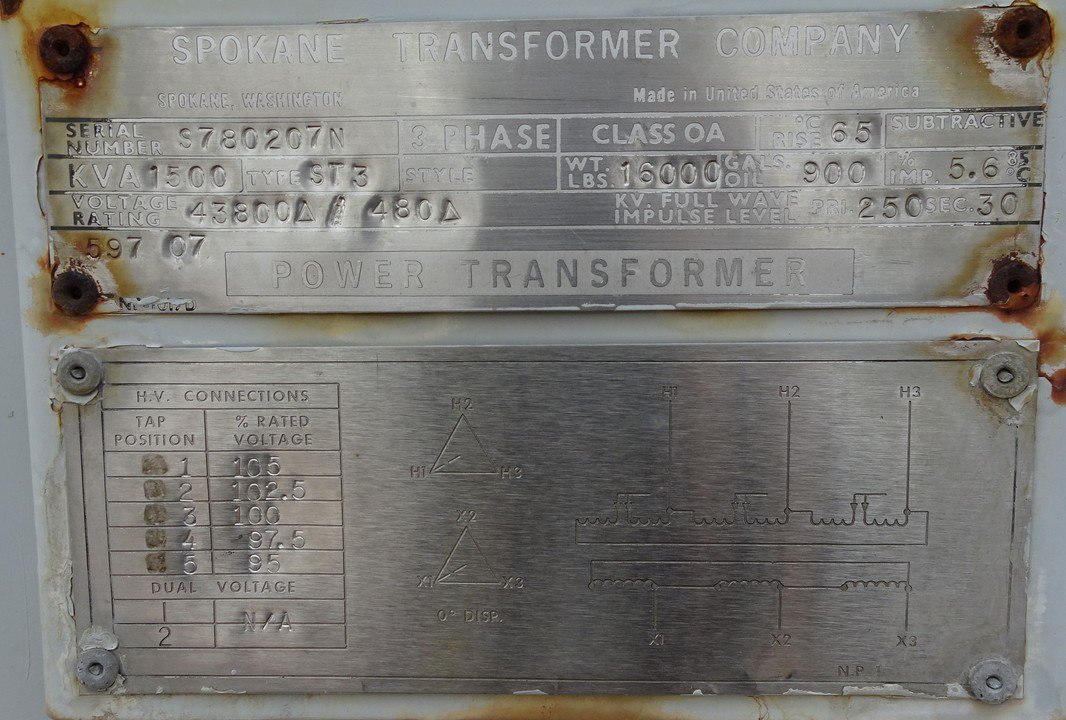 SPOKANE TRANSFORMER COMPANY
SPOKANE, WASHINGTON Made in United States of America
SERIAL NUMBER S780207N 3 PHASE CLASS OA °C RISE 65 SUBTRACTIVE
KVA 1500 TYPE ST3 STYLE WT. LBS. 16000 GALS. OIL 900 % IMP. 5.6 85 °C
VOLTAGE RATING 43800Δ/ 480Δ KV. FULL WAVE IMPULSE LEVEL PRI. 250 SEC. 30
597 07
POWER TRANSFORMER
H.V. CONNECTIONS
TAP POSITION % RATED VOLTAGE
1 105
2 102.5
3 100
4 97.5
5 95
DUAL VOLTAGE
1
2 N/A
H2
H1 H3
X2
X1 X3
0° DISP.
H1 H2 H3
X1 X2 X3
N.P. 1